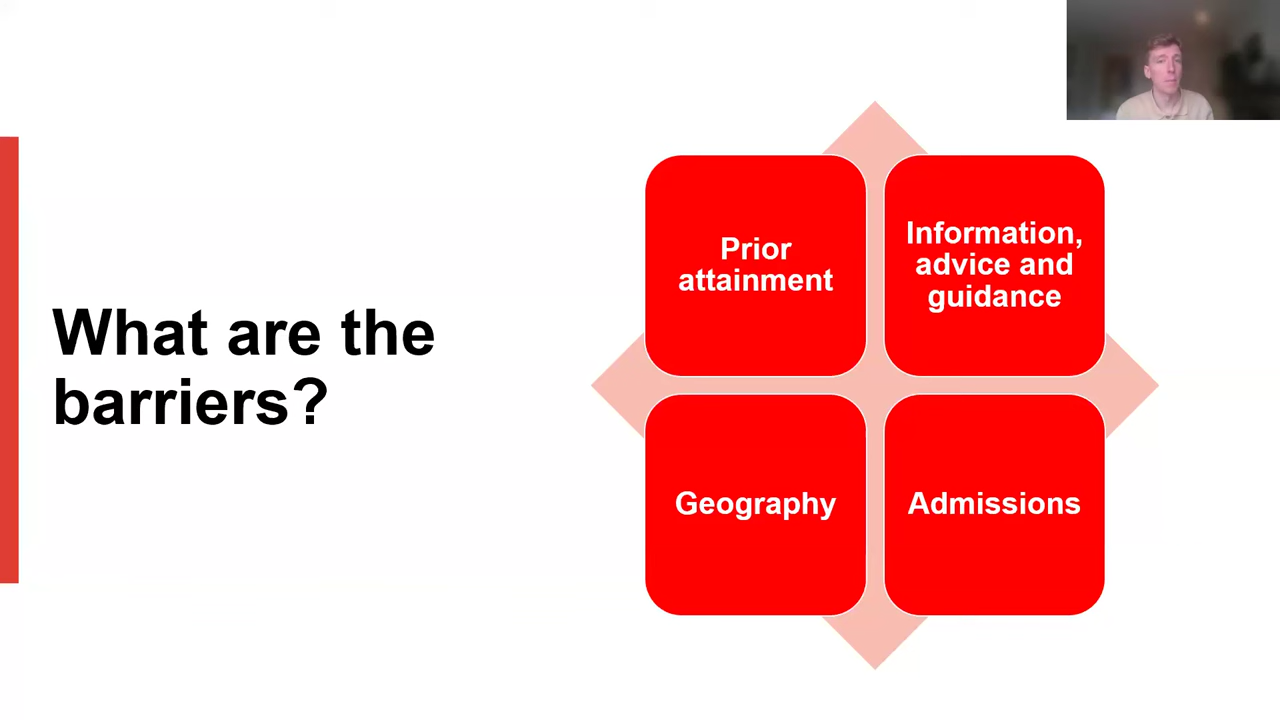 What are the
barriers?
Prior
attainment
Information,
advice and
guidance
Geography
Admissions